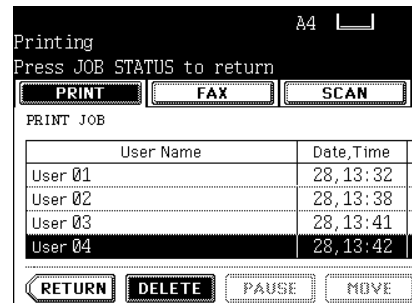 A4
Printing
Press JOB STATUS to return
PRINT FAX SCAN
PRINT JOB
User Name Date,Time
User 01 28,13:32
User 02 28,13:38
User 03 28,13:41
User 04 28,13:42
RETURN DELETE PAUSE MOVE